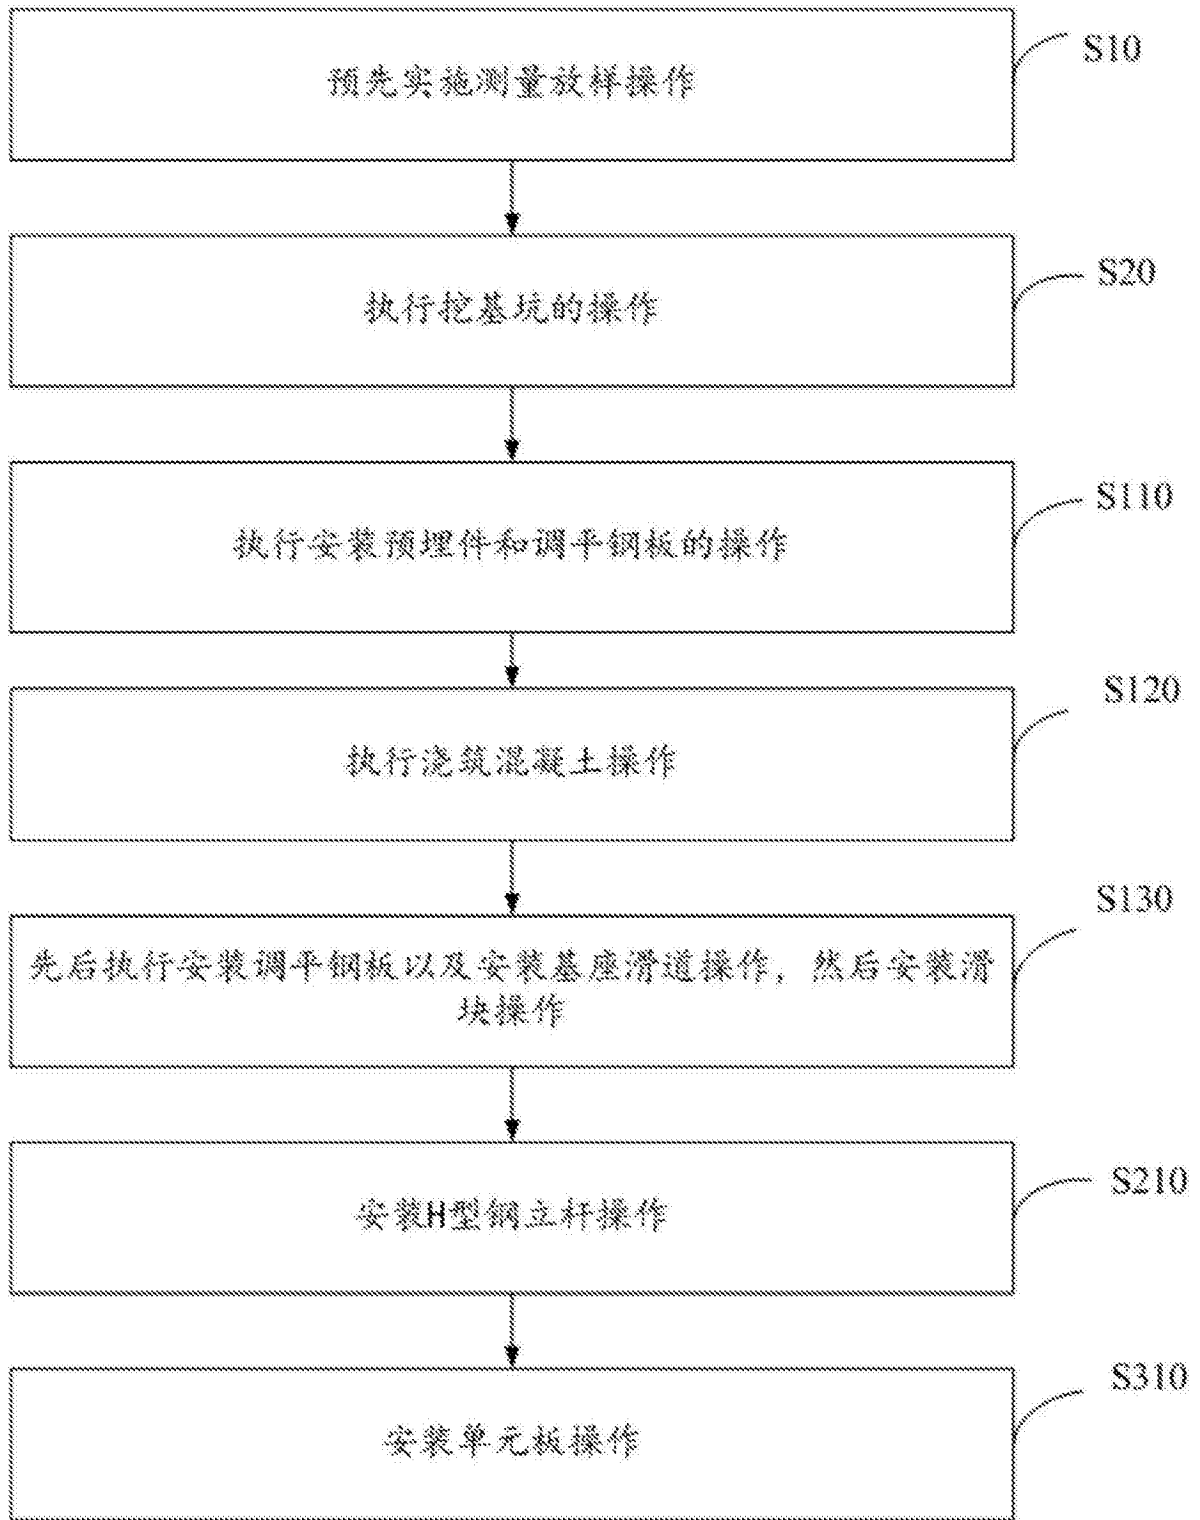 预先实施测量放样操作
S10
执行挖基坑的操作
S20
执行安装预埋件和调平钢板的操作
S110
执行浇筑混凝土操作
S120
先后执行安装调平钢板以及安装基座滑道操作，然后安装滑
块操作
S130
安装H型钢立杆操作
S210
安装单元板操作
S310